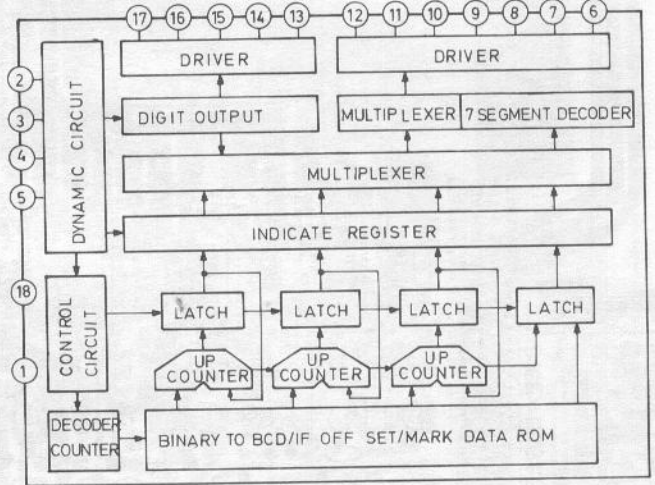 17 16 15 14 13 12 11 10 9 8 7 6
DRIVER DRIVER
2
3
4
5
DYNAMIC CIRCUIT
DIGIT OUTPUT MULTIPLEXER 7 SEGMENT DECODER
MULTIPLEXER
INDICATE REGISTER
18
1
CONTROL
CIRCUIT
LATCH LATCH LATCH LATCH
UP
COUNTER
UP
COUNTER
UP
COUNTER
DECODER
COUNTER
BINARY TO BCD/IF OFF SET/MARK DATA ROM